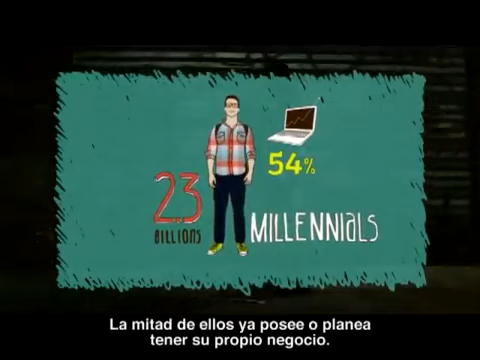 54%
23
BILLIONS
MILLENNIALS
La mitad de ellos ya posee o planea
tener su propio negocio.